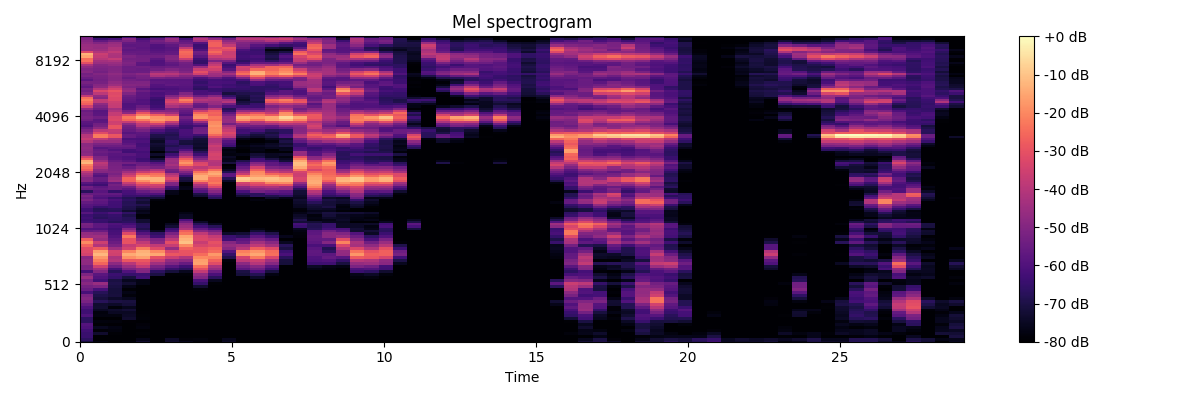 Mel spectrogram
8192
4096
2048
1024
512
0
Hz
0 5 10 15 20 25
Time
+0 dB
-10 dB
-20 dB
-30 dB
-40 dB
-50 dB
-60 dB
-70 dB
-80 dB